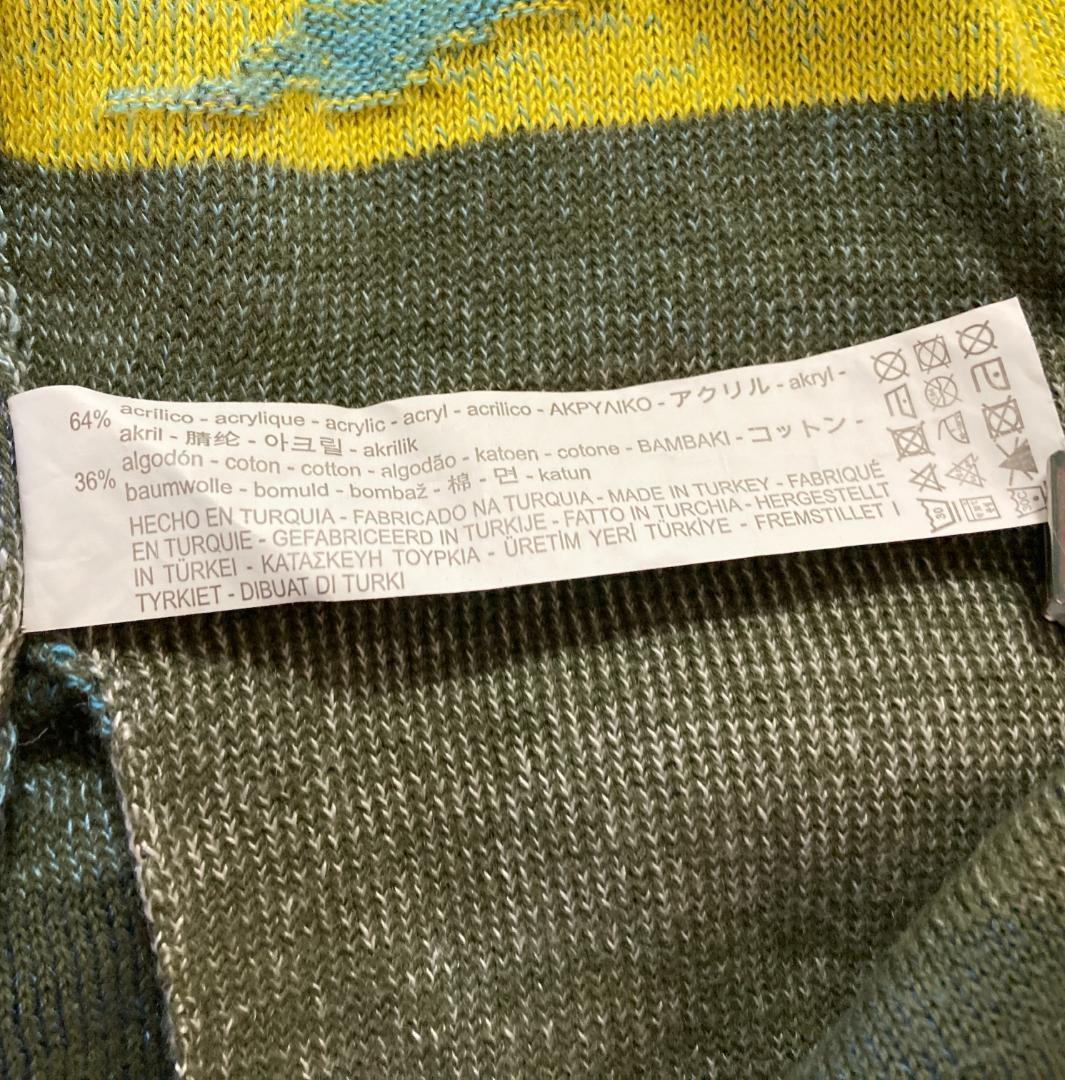 64% acrílico - acrylique - acrylic - acryl - acrilico - ΑΚΡΥΛΙΚΟ - アクリル - akryl -
akril - 腈纶 - 아크릴 - akrilik
36% algodón - coton - cotton - algodão - katoen - cotone - BAMBAKI - コットン -
baumwolle - bomuld - bombaž - 棉 - 면 - katun
HECHO EN TURQUIA - FABRICADO NA TURQUIA - MADE IN TURKEY - FABRIQUÉ
EN TURQUIE - GEFABRICEERD IN TURKIJE - FATTO IN TURCHIA - HERGESTELLT
IN TÜRKEI - ΚΑΤΑΣΚΕΥΗ ΤΟΥΡΚΙΑ - ÜRETİM YERİ TÜRKİYE - FREMSTILLET I
TYRKIET - DIBUAT DI TURKI
30